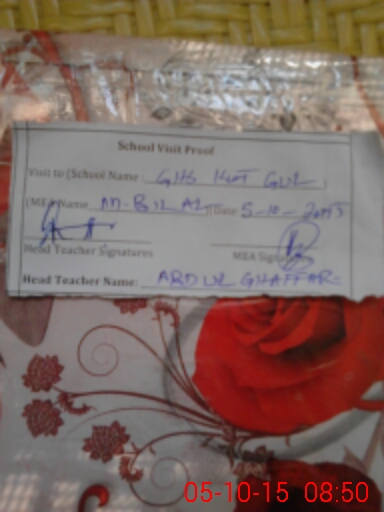 School Visit Proof
Visit to (School Name GHS KOT GUL )
(MEA Name M-BILAL)(Date 5-10-2015
Head Teacher Signatures MEA Sign
Head Teacher Name: ABDUL GHAFFAR
05-10-15 08:50